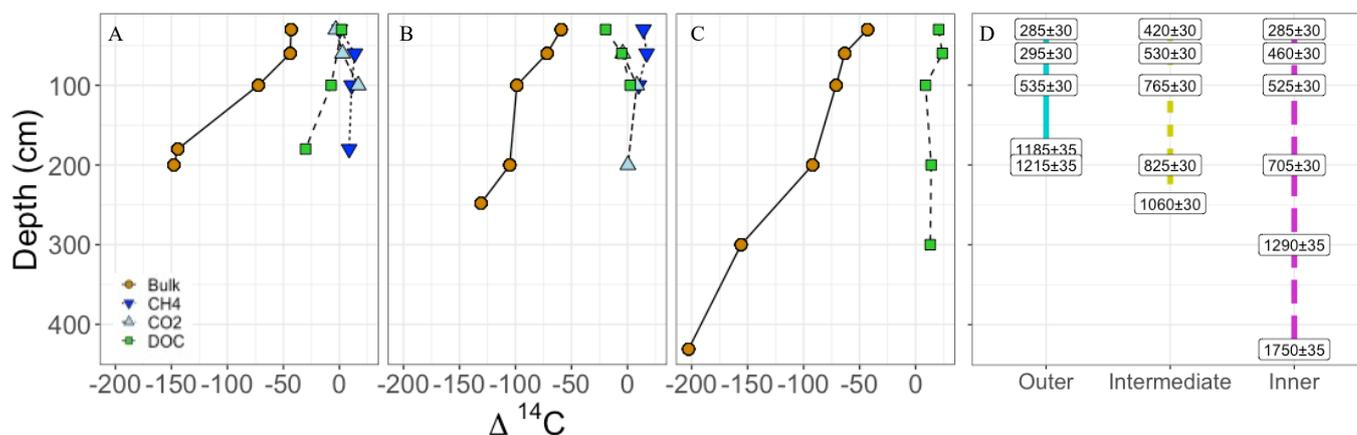 A B C D
285±30 420±30 285±30
295±30 530±30 460±30
100 535±30 765±30 525±30
1185±35
200 1215±35 825±30 705±30
1060±30
300 1290±35
400 1750±35
Depth (cm)
Bulk
CH4
CO2
DOC
-200 -150 -100 -50 0 -200 -150 -100 -50 0 -200 -150 -100 -50 0 Outer Intermediate Inner
Δ ¹⁴C